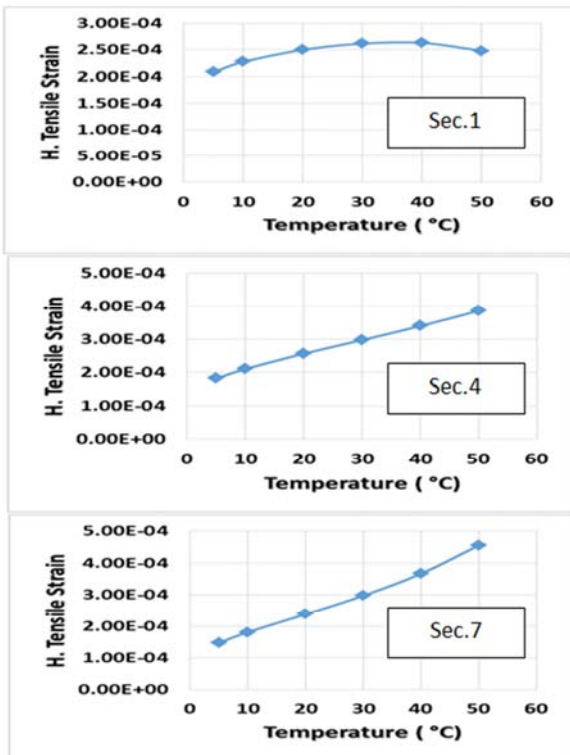 3.00E-04
2.50E-04
2.00E-04
1.50E-04
1.00E-04
5.00E-05
0.00E+00
H. Tensile Strain
Sec.1
0 10 20 30 40 50 60
Temperature ( °C)
5.00E-04
4.00E-04
3.00E-04
2.00E-04
1.00E-04
0.00E+00
H. Tensile Strain
Sec.4
0 10 20 30 40 50 60
Temperature ( °C)
5.00E-04
4.00E-04
3.00E-04
2.00E-04
1.00E-04
0.00E+00
H. Tensile Strain
Sec.7
0 10 20 30 40 50 60
Temperature ( °C)